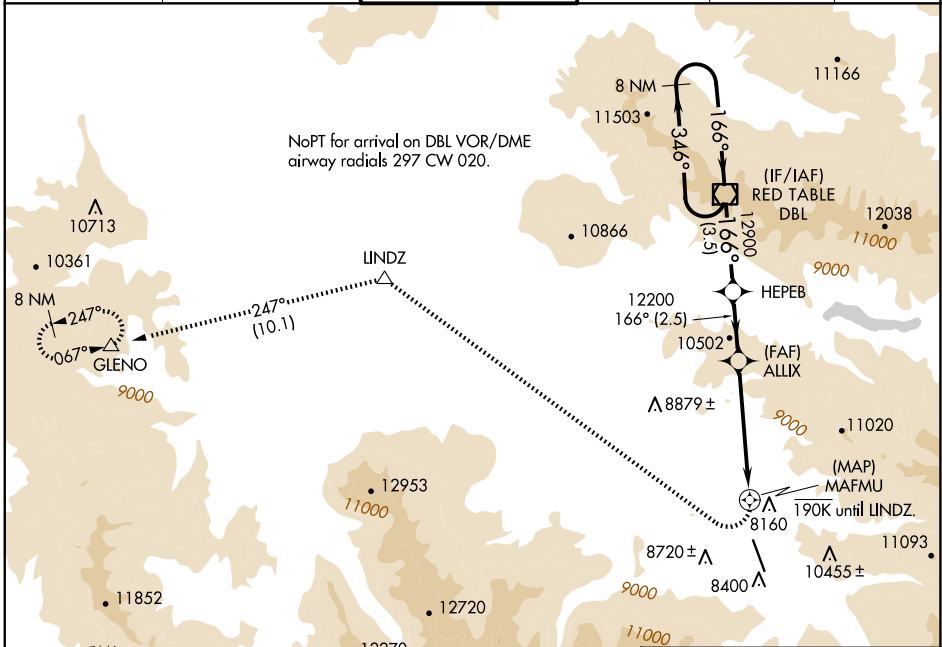 11166
8 NM
11503
166°
346°
NoPT for arrival on DBL VOR/DME
airway radials 297 CW 020.
(IF/IAF)
RED TABLE
DBL
10713
10866
12038
11000
12900
166°
(3.5)
9000
10361
LINDZ
HEPEB
8 NM
247°
067°
GLENO
247°
(10.1)
12200
166° (2.5)
10502
(FAF)
ALLIX
9000
8879 ±
9000
11020
12953
11000
(MAP)
MAFMU
190K until LINDZ.
8160
8720 ±
8400
10455 ±
11093
9000
11852
12720
11000